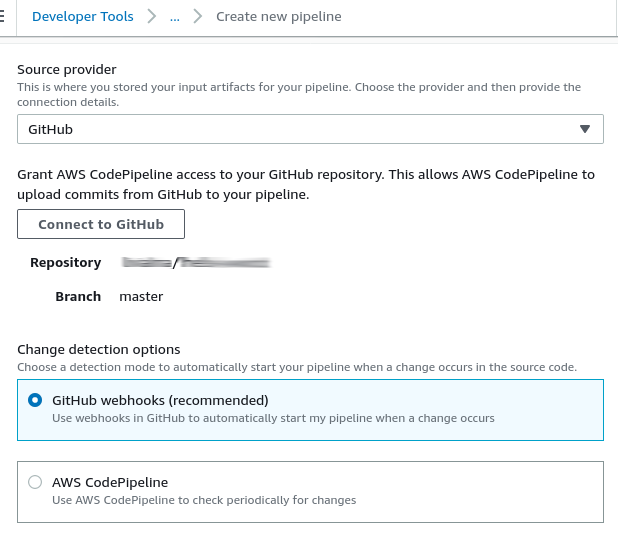 Developer Tools > ... > Create new pipeline
Source provider
This is where you stored your input artifacts for your pipeline. Choose the provider and then provide the
connection details.
GitHub
Grant AWS CodePipeline access to your GitHub repository. This allows AWS CodePipeline to
upload commits from GitHub to your pipeline.
Connect to GitHub
Repository /
Branch master
Change detection options
Choose a detection mode to automatically start your pipeline when a change occurs in the source code.
GitHub webhooks (recommended)
Use webhooks in GitHub to automatically start my pipeline when a change occurs
AWS CodePipeline
Use AWS CodePipeline to check periodically for changes